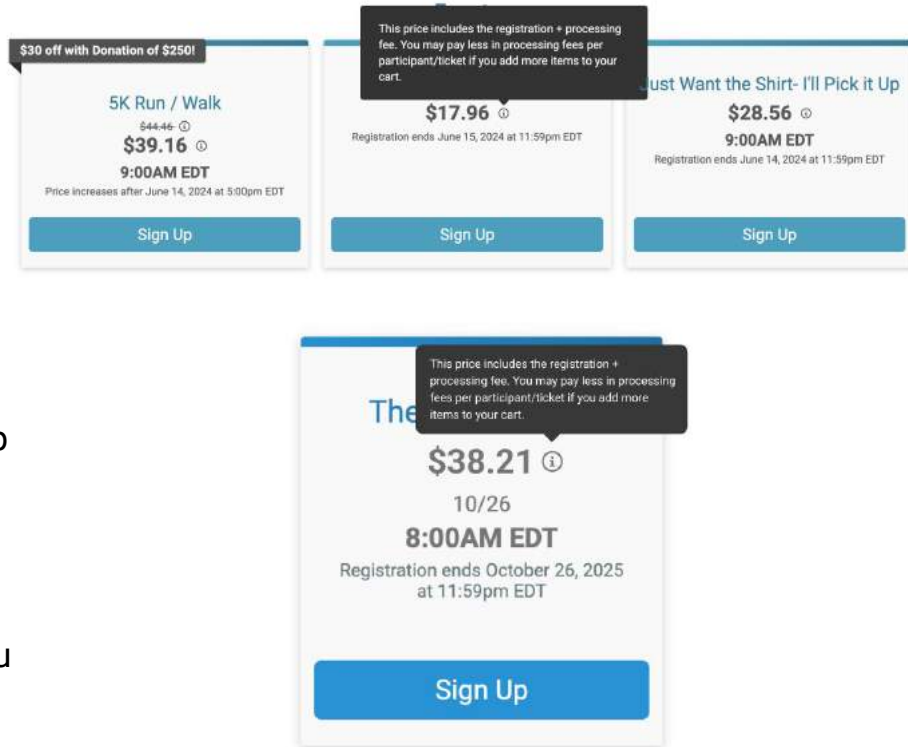 This price includes the registration + processing
fee. You may pay less in processing fees per
participant/ticket if you add more items to your
cart.
$30 off with Donation of $250!
5K Run / Walk
$44.46
$39.16
9:00AM EDT
Price increases after June 14, 2024 at 5:00pm EDT
Sign Up
$17.96
Registration ends June 15, 2024 at 11:59pm EDT
Sign Up
Just Want the Shirt- I'll Pick it Up
$28.56
9:00AM EDT
Registration ends June 14, 2024 at 11:59pm EDT
Sign Up
This price includes the registration +
processing fee. You may pay less in processing
fees per participant/ticket if you add more
items to your cart.
The
$38.21
10/26
8:00AM EDT
Registration ends October 26, 2025
at 11:59pm EDT
Sign Up